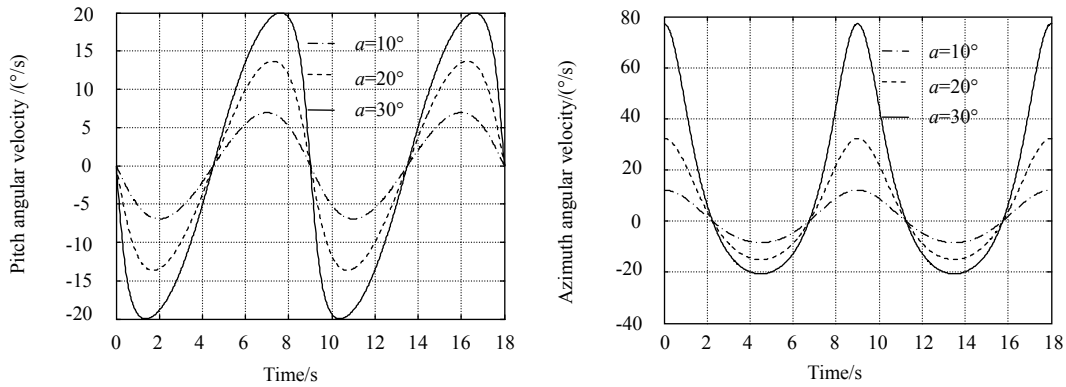 Pitch angular velocity /(°/s)
20
15
10
5
0
-5
-10
-15
-20
a=10°
a=20°
a=30°
0 2 4 6 8 10 12 14 16 18
Time/s
Azimuth angular velocity/(°/s)
80
60
40
20
0
-20
-40
a=10°
a=20°
a=30°
0 2 4 6 8 10 12 14 16 18
Time/s